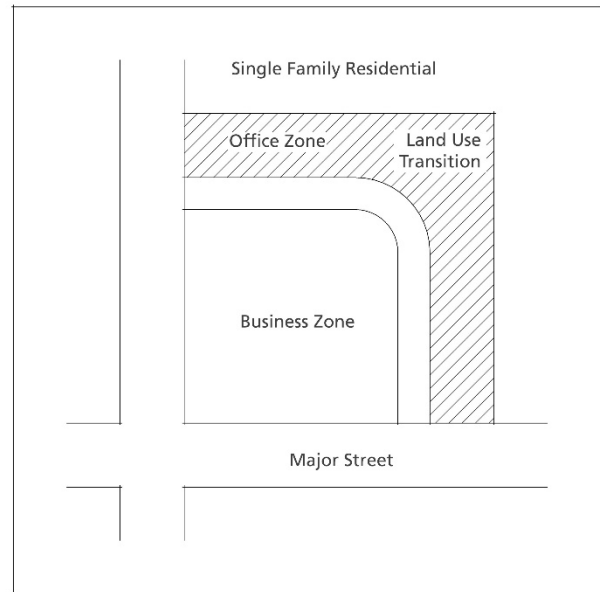 Single Family Residential
Office Zone
Land Use
Transition
Business Zone
Major Street